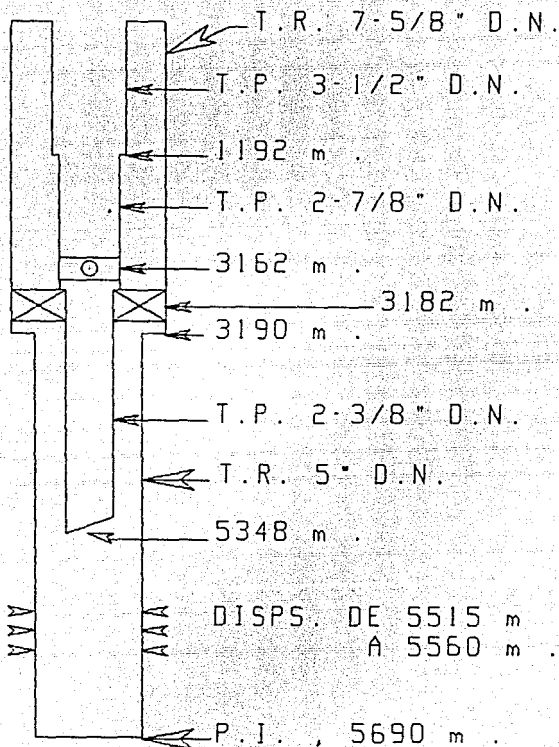 T.R. 7-5/8" D.N.
T.P. 3-1/2" D.N.
1192 m .
T.P. 2-7/8" D.N.
3162 m .
3182 m .
3190 m .
T.P. 2-3/8" D.N.
T.R. 5" D.N.
5348 m .
DISPS. DE 5515 m
A 5560 m .
P.I. , 5690 m .